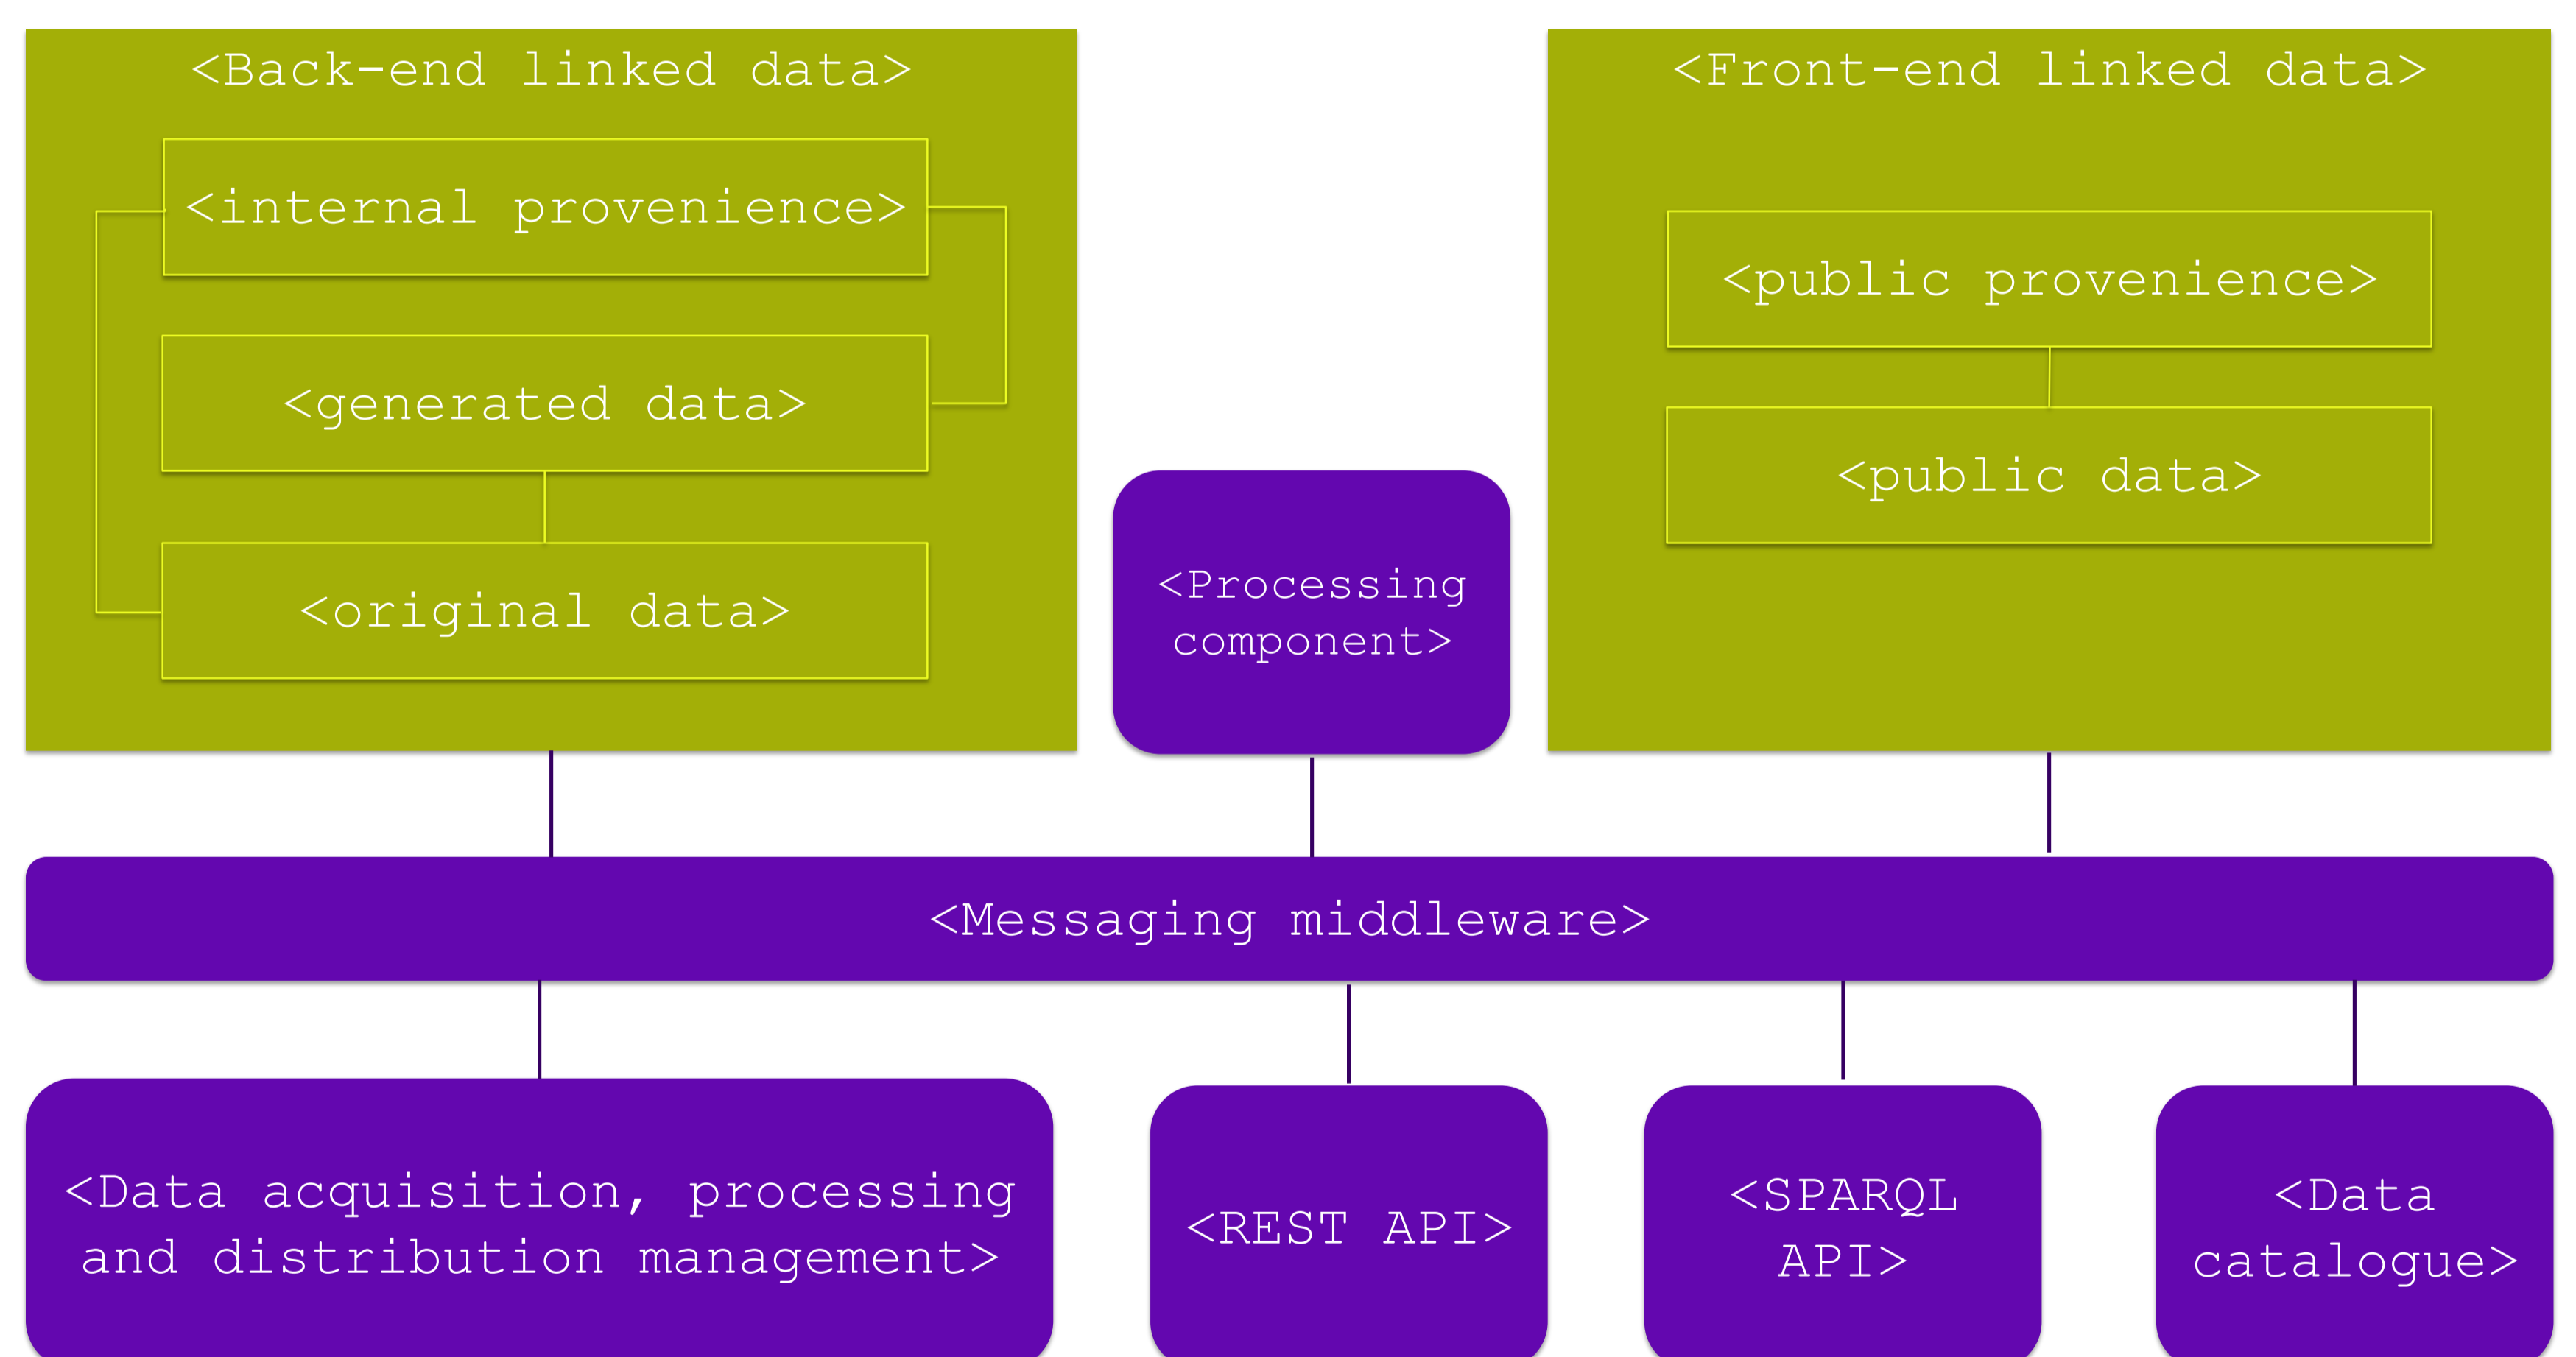 <Back-end linked data>
<internal provenience>
<generated data>
<original data>
<Processing
component>
<Front-end linked data>
<public provenience>
<public data>
<Messaging middleware>
<Data acquisition, processing
and distribution management>
<REST API>
<SPARQL
API>
<Data
catalogue>